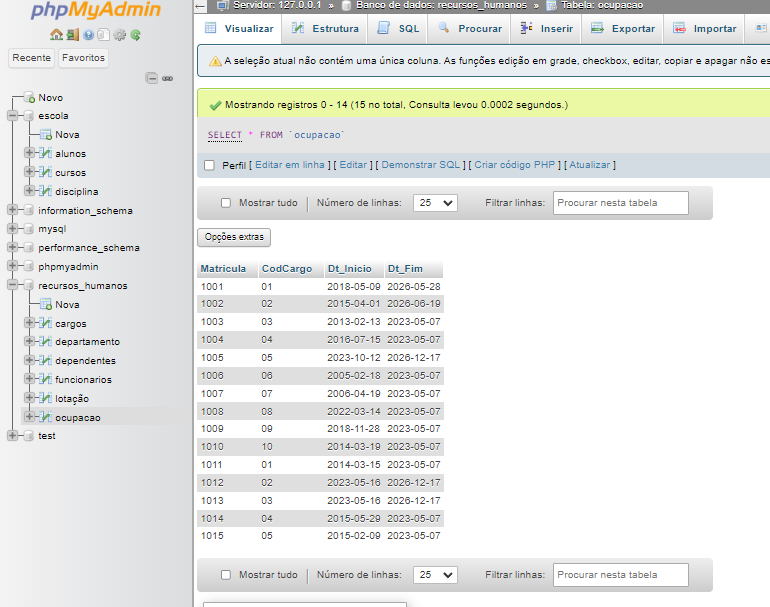 phpMyAdmin
Recente Favoritos
Novo
escola
Nova
alunos
cursos
disciplina
information_schema
mysql
performance_schema
phpmyadmin
recursos_humanos
Nova
cargos
departamento
dependentes
funcionarios
lotação
ocupacao
test
Servidor: 127.0.0.1 » Banco de dados: recursos_humanos » Tabela: ocupacao
Visualizar Estrutura SQL Procurar Inserir Exportar Importar
A seleção atual não contém uma única coluna. As funções edição em grade, checkbox, editar, copiar e apagar não es
Mostrando registros 0 - 14 (15 no total, Consulta levou 0.0002 segundos.)
SELECT * FROM `ocupacao`
Perfil [ Editar em linha ] [ Editar ] [ Demonstrar SQL ] [ Criar código PHP ] [ Atualizar ]
Mostrar tudo | Número de linhas: 25 Filtrar linhas: Procurar nesta tabela
Opções extras
Matricula CodCargo Dt_Inicio Dt_Fim
1001 01 2018-05-09 2026-05-28
1002 02 2015-04-01 2026-06-19
1003 03 2013-02-13 2023-05-07
1004 04 2016-07-15 2023-05-07
1005 05 2023-10-12 2026-12-17
1006 06 2005-02-18 2023-05-07
1007 07 2006-04-19 2023-05-07
1008 08 2022-03-14 2023-05-07
1009 09 2018-11-28 2023-05-07
1010 10 2014-03-19 2023-05-07
1011 01 2014-03-15 2023-05-07
1012 02 2023-05-16 2026-12-17
1013 03 2023-05-16 2026-12-17
1014 04 2015-05-29 2023-05-07
1015 05 2015-02-09 2023-05-07
Mostrar tudo | Número de linhas: 25 Filtrar linhas: Procurar nesta tabela